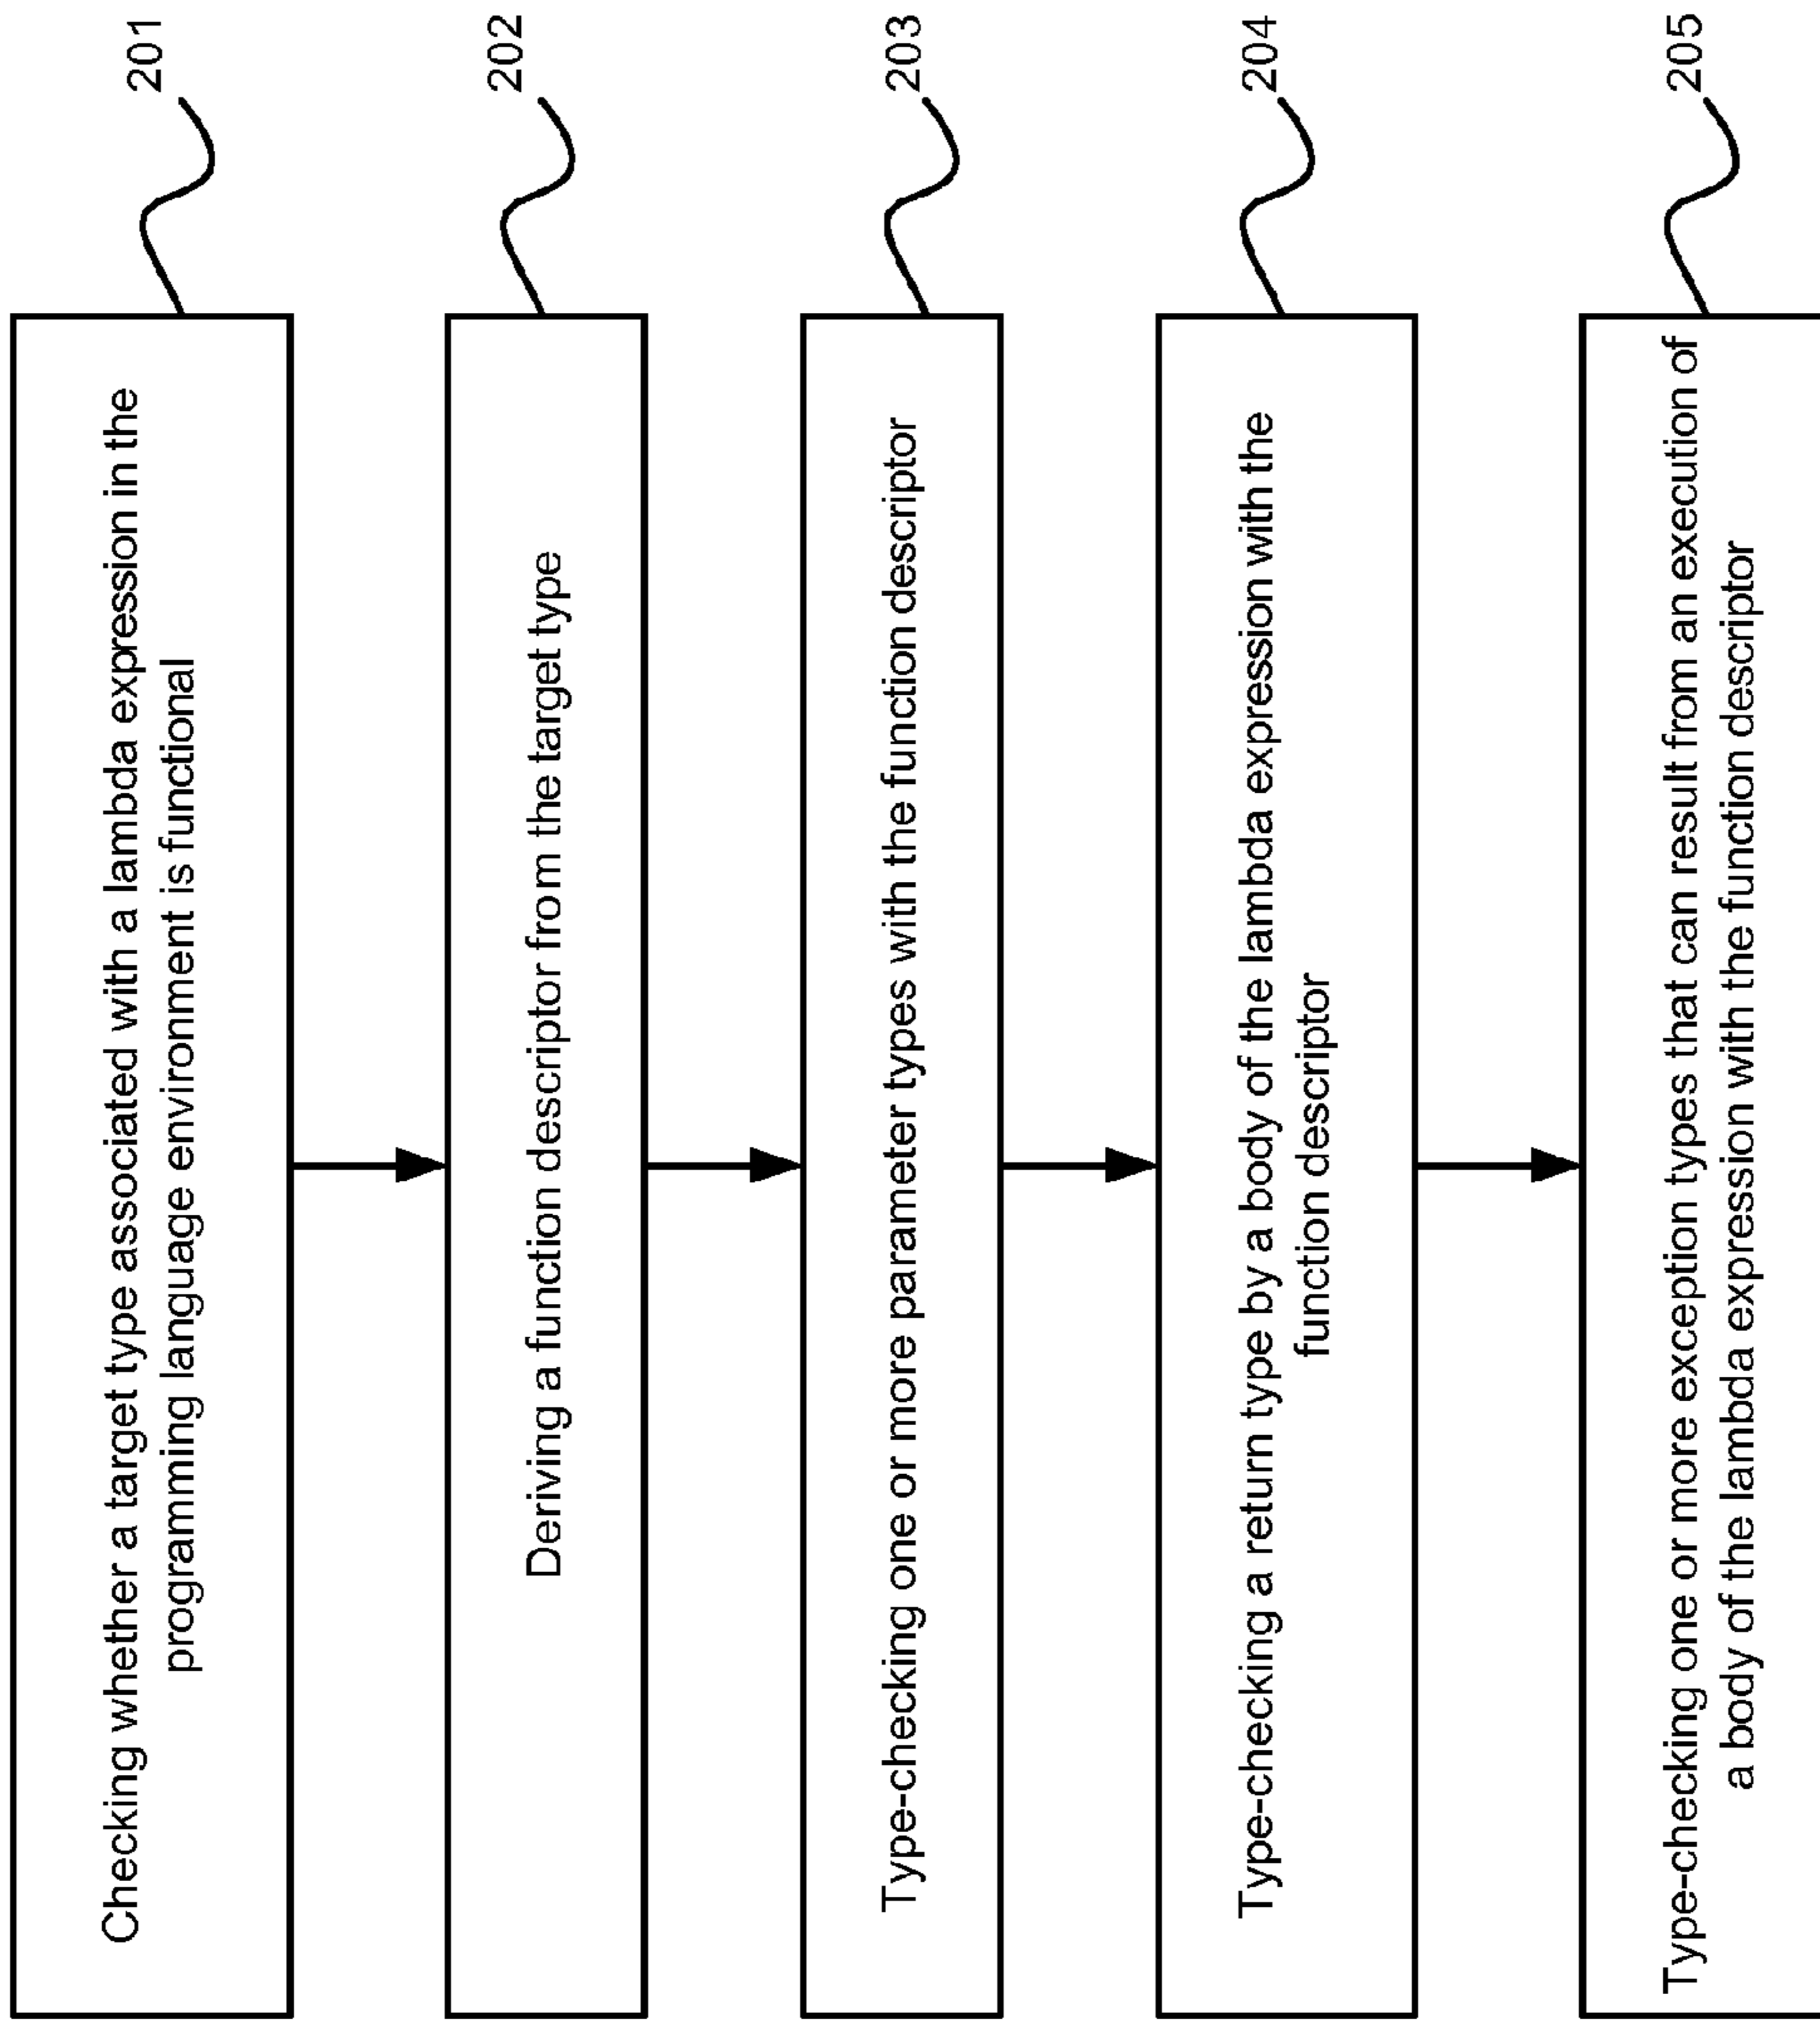 Checking whether a target type associated with a lambda expression in the
programming language environment is functional
201
Deriving a function descriptor from the target type
202
Type-checking one or more parameter types with the function descriptor
203
Type-checking a return type by a body of the lambda expression with the
function descriptor
204
Type-checking one or more exception types that can result from an execution of
a body of the lambda expression with the function descriptor
205